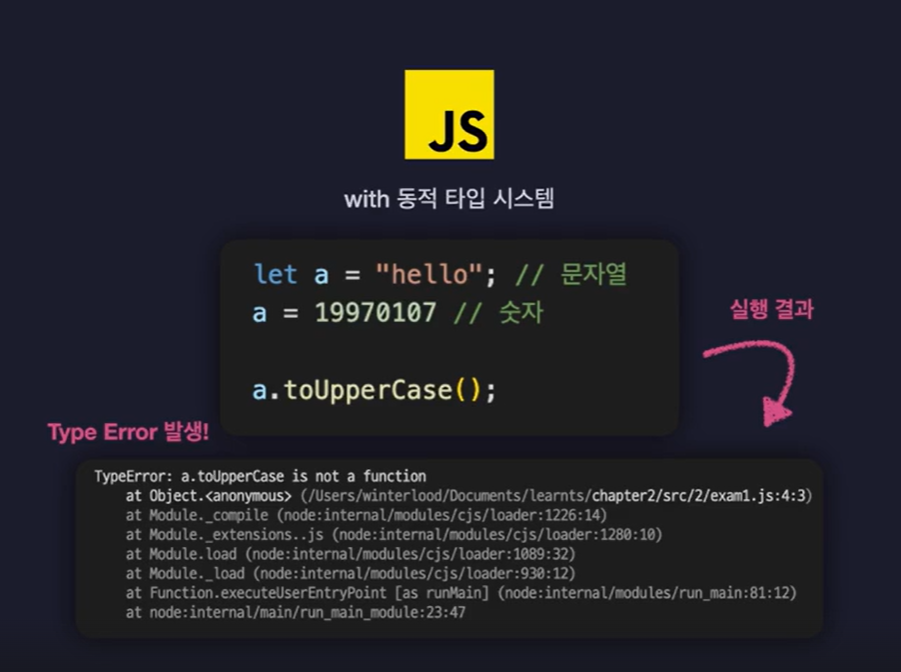 JS
with 동적 타입 시스템
let a = "hello"; // 문자열
a = 19970107 // 숫자
a.toUpperCase();
실행 결과
Type Error 발생!
TypeError: a.toUpperCase is not a function
at Object.<anonymous> (/Users/winterlood/Documents/learnts/chapter2/src/2/exam1.js:4:3)
at Module._compile (node:internal/modules/cjs/loader:1226:14)
at Module._extensions..js (node:internal/modules/cjs/loader:1280:10)
at Module.load (node:internal/modules/cjs/loader:1089:32)
at Module._load (node:internal/modules/cjs/loader:930:12)
at Function.executeUserEntryPoint [as runMain] (node:internal/modules/run_main:81:12)
at node:internal/main/run_main_module:23:47